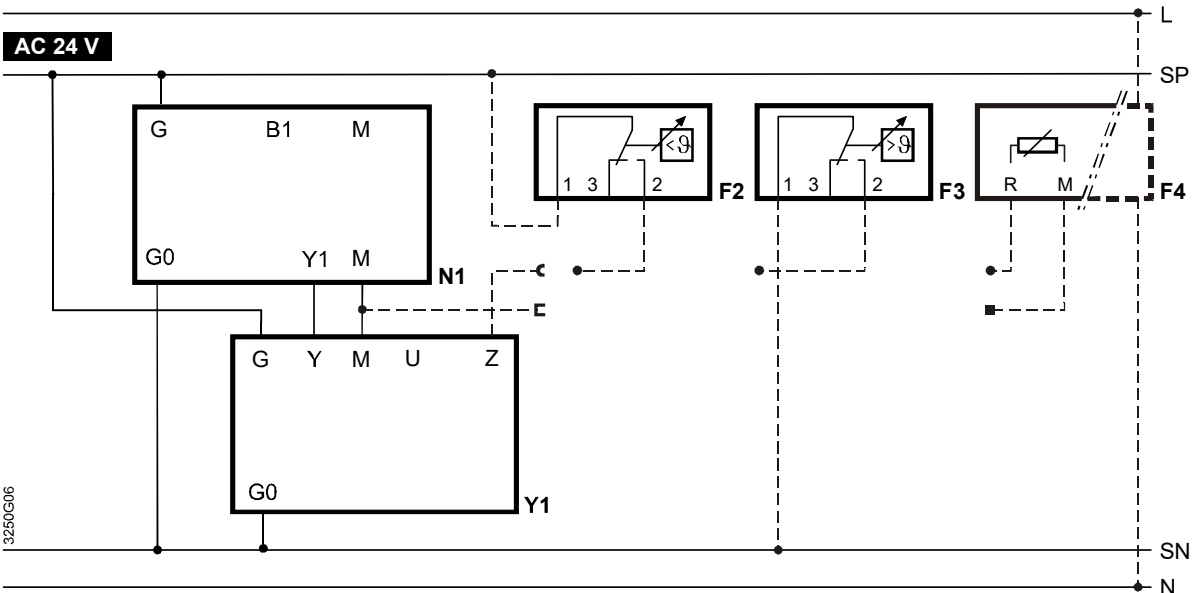 L
AC 24 V
SP
G B1 M
<ϑ
>ϑ
1 3 2
F2
1 3 2
F3
R M
F4
G0 Y1 M
N1
G Y M U Z
G0
Y1
3250G06
SN
N